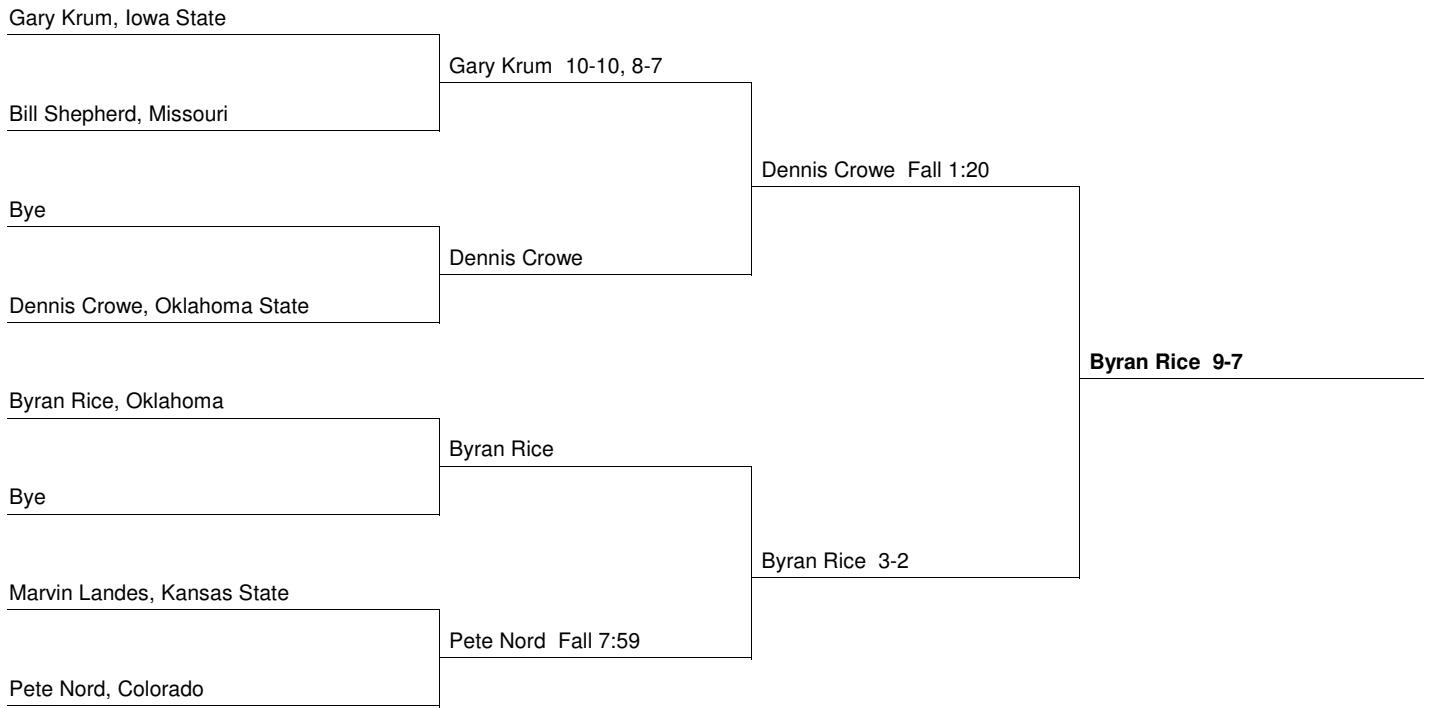 Gary Krum, Iowa State
Gary Krum 10-10, 8-7
Bill Shepherd, Missouri
Dennis Crowe Fall 1:20
Bye
Dennis Crowe
Dennis Crowe, Oklahoma State
Byran Rice 9-7
Byran Rice, Oklahoma
Byran Rice
Bye
Byran Rice 3-2
Marvin Landes, Kansas State
Pete Nord Fall 7:59
Pete Nord, Colorado